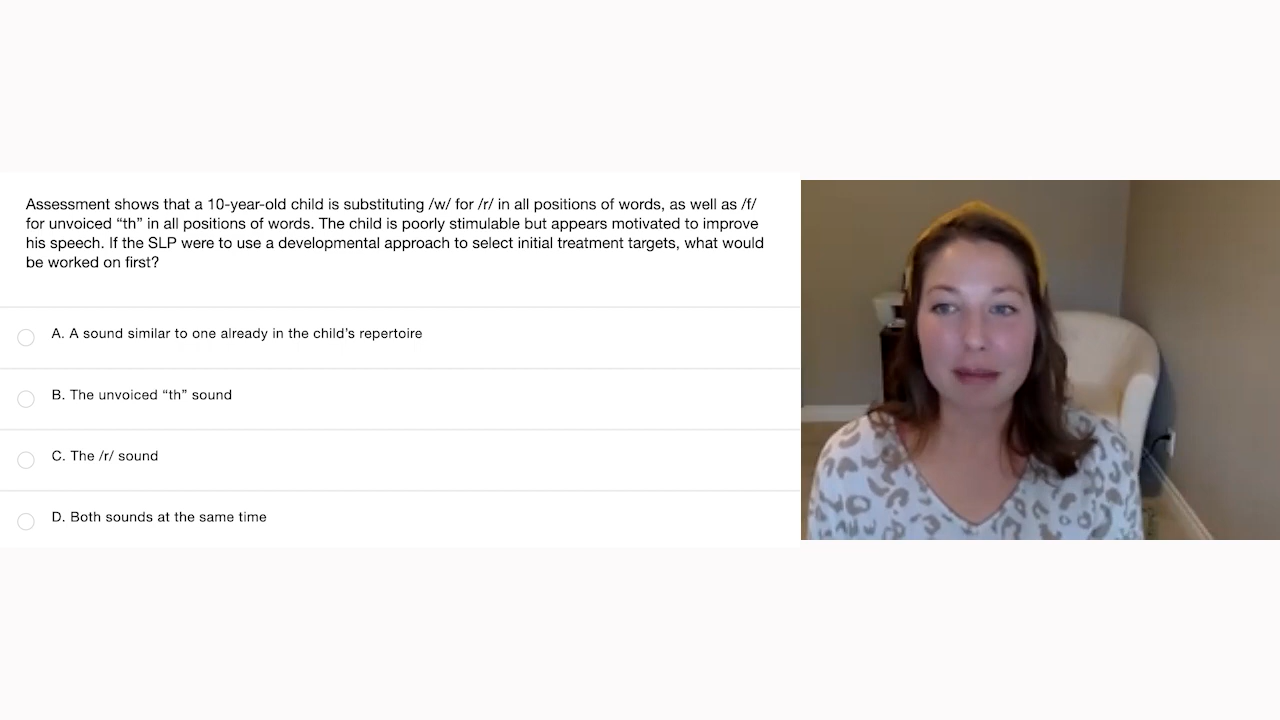 Assessment shows that a 10-year-old child is substituting /w/ for /r/ in all positions of words, as well as /f/
for unvoiced “th” in all positions of words. The child is poorly stimulable but appears motivated to improve
his speech. If the SLP were to use a developmental approach to select initial treatment targets, what would
be worked on first?
A. A sound similar to one already in the child’s repertoire
B. The unvoiced “th” sound
C. The /r/ sound
D. Both sounds at the same time